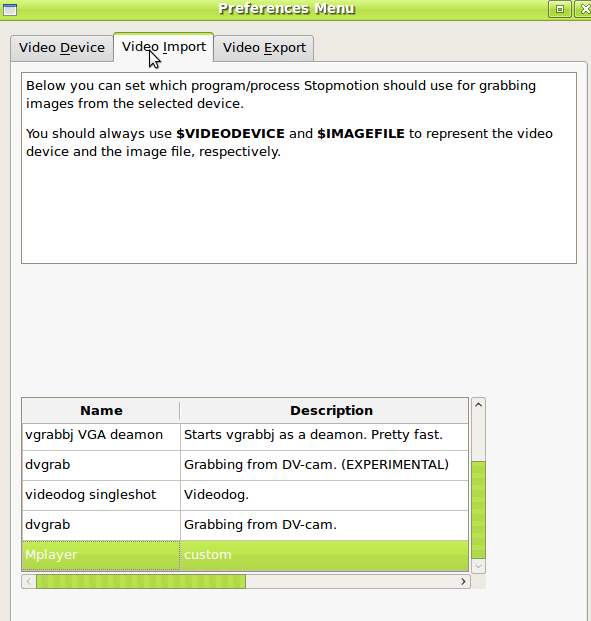 Preferences Menu
Video Device
Video Import
Video Export
Below you can set which program/process Stopmotion should use for grabbing
images from the selected device.
You should always use $VIDEODEVICE and $IMAGEFILE to represent the video
device and the image file, respectively.
Name Description
vgrabbj VGA deamon Starts vgrabbj as a deamon. Pretty fast.
dvgrab Grabbing from DV-cam. (EXPERIMENTAL)
videodog singleshot Videodog.
dvgrab Grabbing from DV-cam.
Mplayer custom